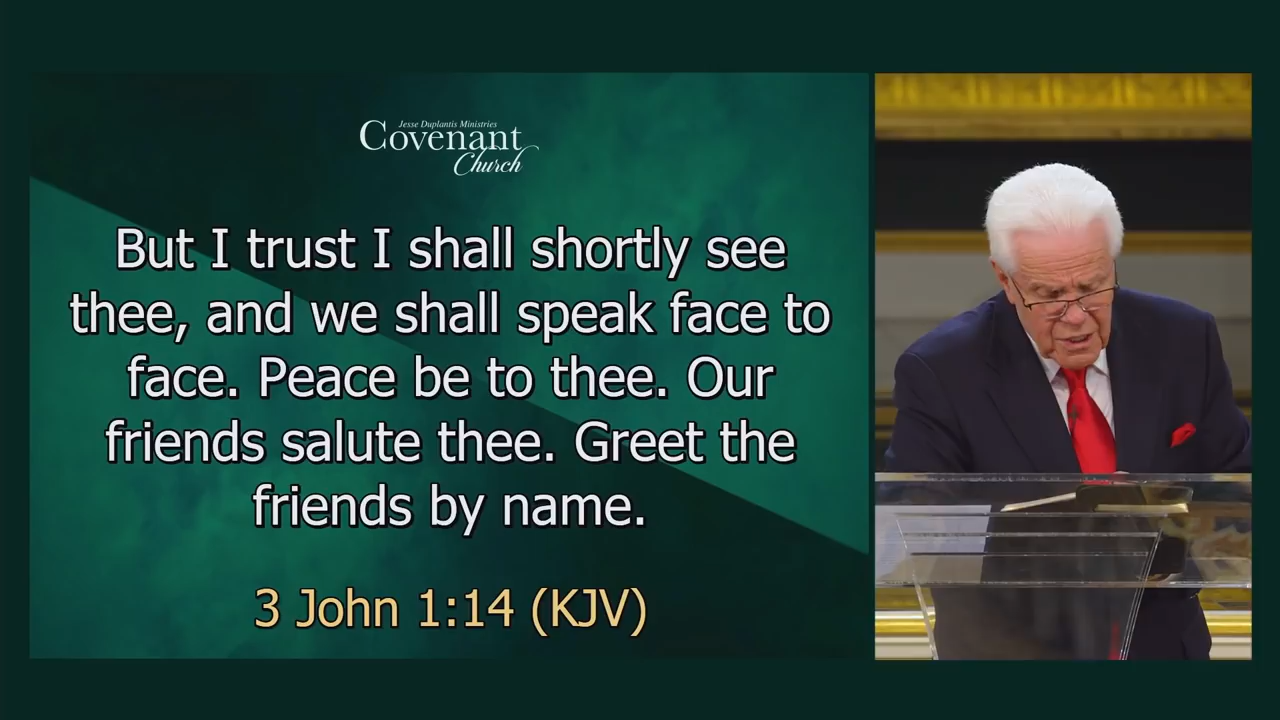 Jesse Duplantis Ministries
Covenant
Church
But I trust I shall shortly see
thee, and we shall speak face to
face. Peace be to thee. Our
friends salute thee. Greet the
friends by name.
3 John 1:14 (KJV)